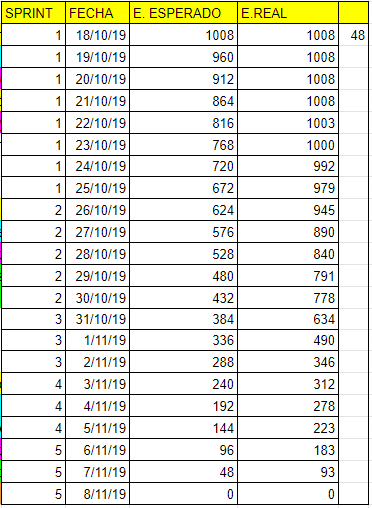 SPRINT FECHA E. ESPERADO E.REAL
1 18/10/19 1008 1008 48
1 19/10/19 960 1008
1 20/10/19 912 1008
1 21/10/19 864 1008
1 22/10/19 816 1003
1 23/10/19 768 1000
1 24/10/19 720 992
1 25/10/19 672 979
2 26/10/19 624 945
2 27/10/19 576 890
2 28/10/19 528 840
2 29/10/19 480 791
2 30/10/19 432 778
3 31/10/19 384 634
3 1/11/19 336 490
3 2/11/19 288 346
4 3/11/19 240 312
4 4/11/19 192 278
4 5/11/19 144 223
5 6/11/19 96 183
5 7/11/19 48 93
5 8/11/19 0 0